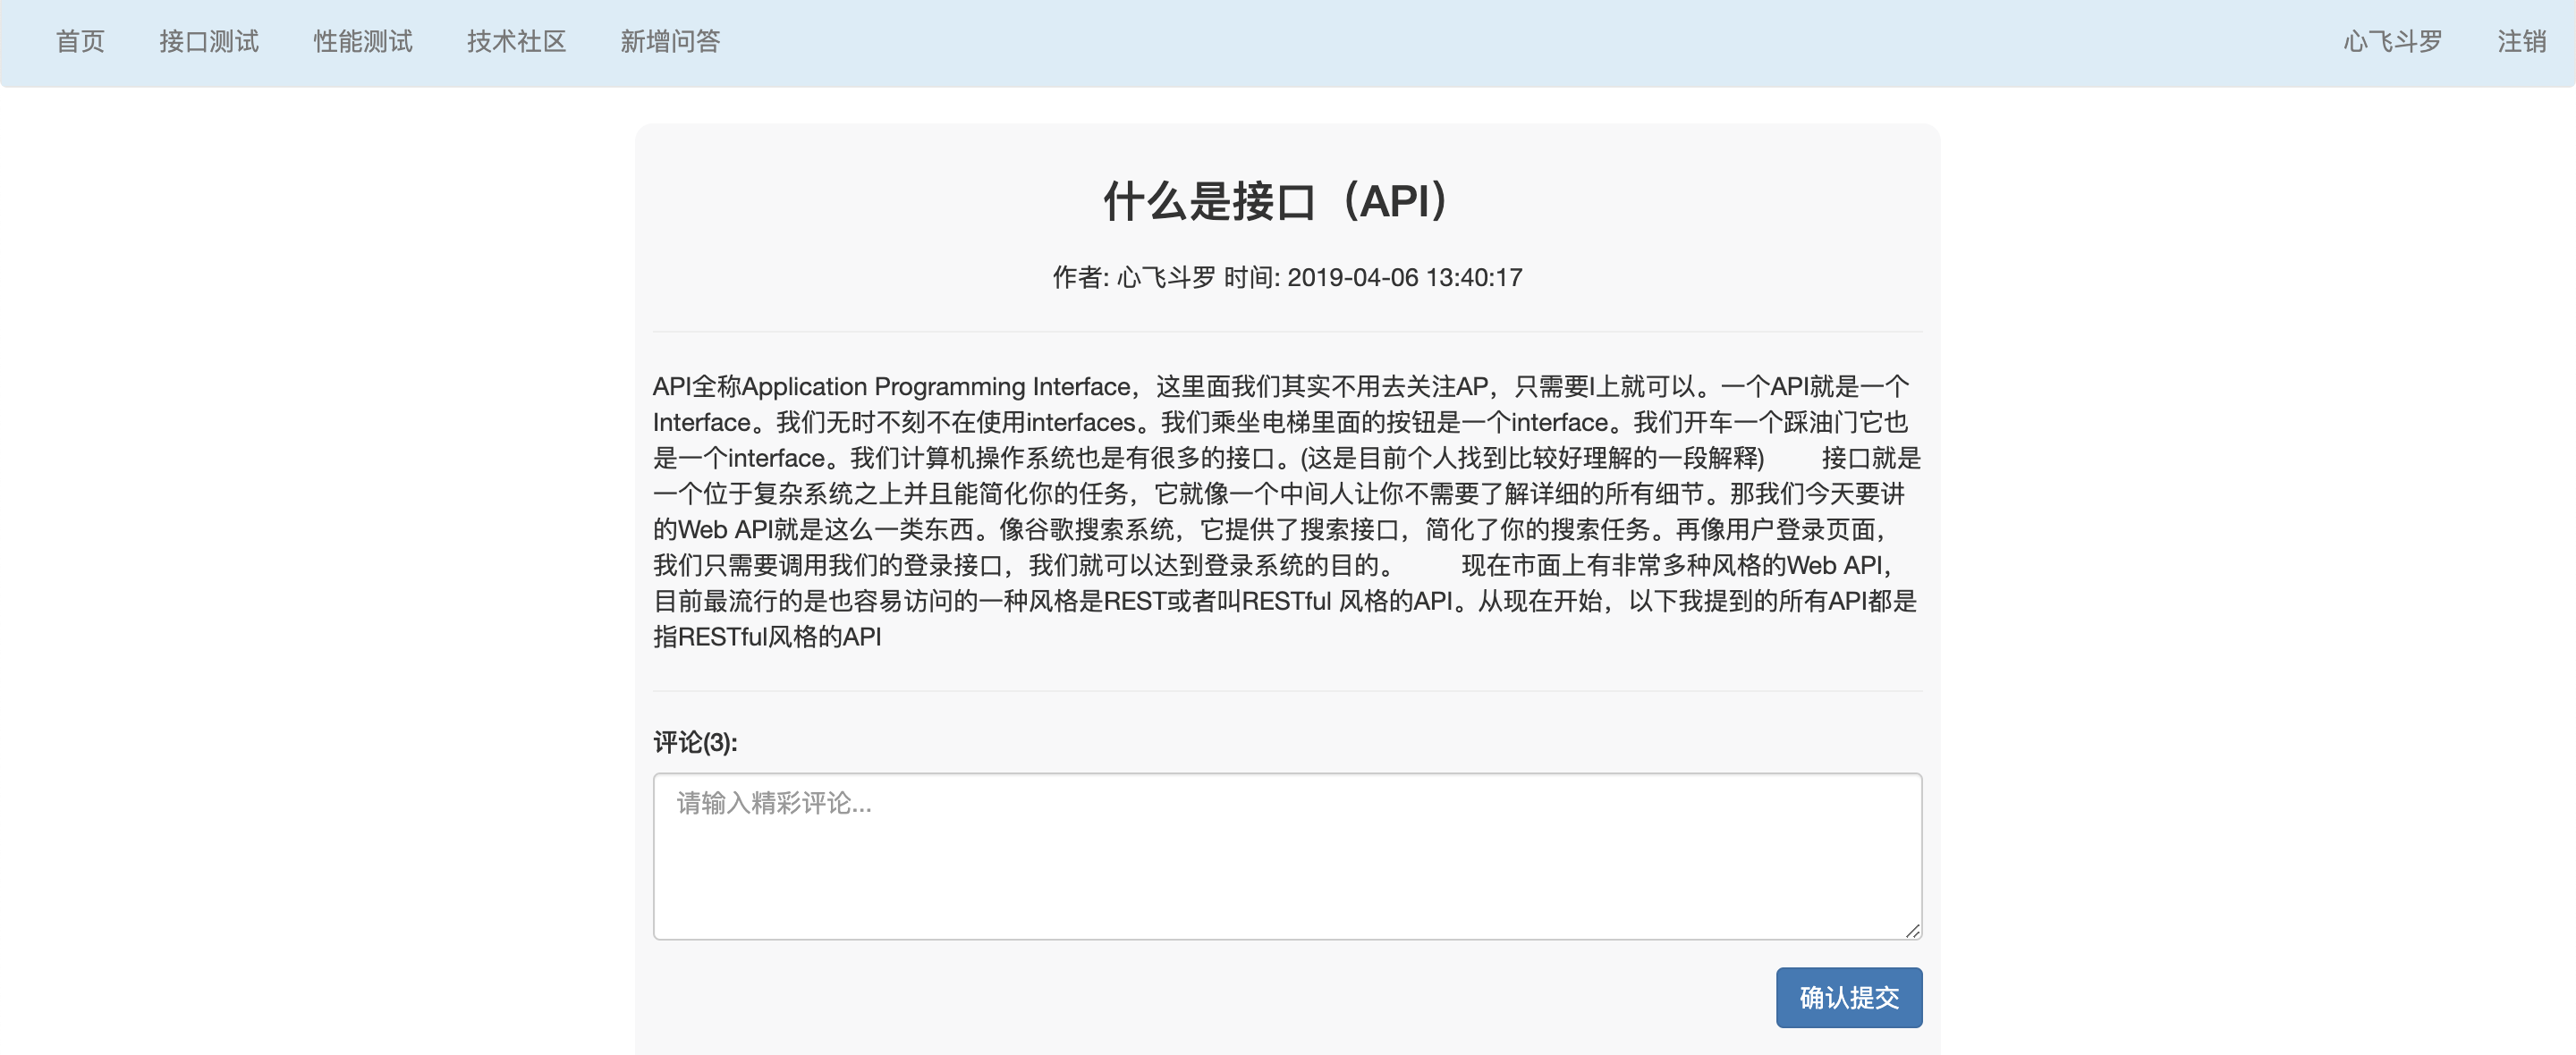 首页 接口测试 性能测试 技术社区 新增问答 心飞斗罗 注销
什么是接口（API）
作者: 心飞斗罗 时间: 2019-04-06 13:40:17
API全称Application Programming Interface，这里面我们其实不用去关注AP，只需要I上就可以。一个API就是一个
Interface。我们无时不刻不在使用interfaces。我们乘坐电梯里面的按钮是一个interface。我们开车一个踩油门它也
是一个interface。我们计算机操作系统也是有很多的接口。(这是目前个人找到比较好理解的一段解释) 接口就是
一个位于复杂系统之上并且能简化你的任务，它就像一个中间人让你不需要了解详细的所有细节。那我们今天要讲
的Web API就是这么一类东西。像谷歌搜索系统，它提供了搜索接口，简化了你的搜索任务。再像用户登录页面，
我们只需要调用我们的登录接口，我们就可以达到登录系统的目的。 现在市面上有非常多种风格的Web API，
目前最流行的是也容易访问的一种风格是REST或者叫RESTful 风格的API。从现在开始，以下我提到的所有API都是
指RESTful风格的API
评论(3):
请输入精彩评论...
确认提交